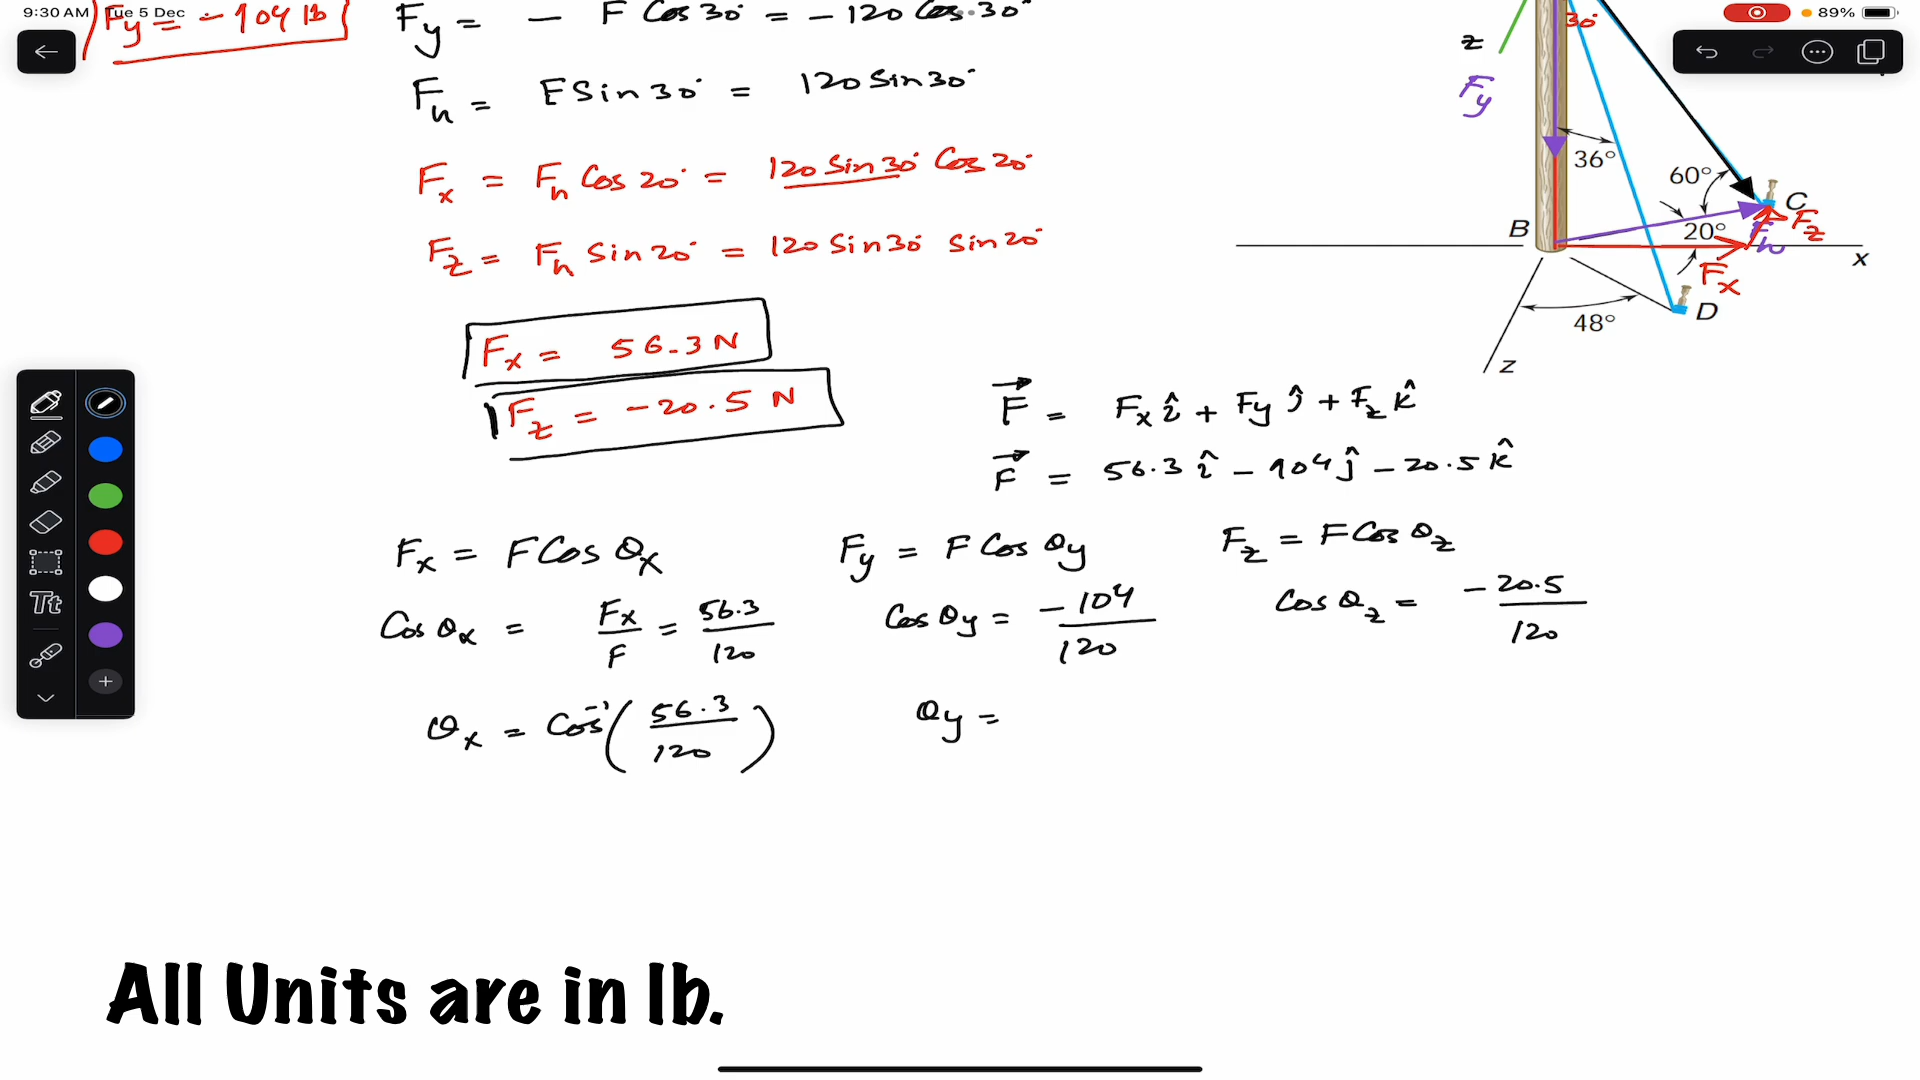 9:30 AM Tue 5 Dec
89%
Fy = - 104 lb
Fy = - F Cos 30° = - 120 Cos 30°
Fh = F Sin 30° = 120 Sin 30°
Fx = Fh Cos 20° = 120 Sin 30° Cos 20°
Fz = Fh Sin 20° = 120 Sin 30° Sin 20°
Fx = 56.3 N
Fz = -20.5 N
z
Fy
30°
36°
60°
C
Fz
B
20°
Fh
x
Fx
D
48°
z
F = Fx î + Fy ĵ + Fz k̂
F = 56.3 î - 104 ĵ - 20.5 k̂
Fx = F Cos θx
Fy = F Cos θy
Fz = F Cos θz
Cos θx = Fx/F = 56.3/120
Cos θy = -104/120
Cos θz = -20.5/120
θx = Cos⁻¹(56.3/120)
θy =
Tt
All Units are in lb.